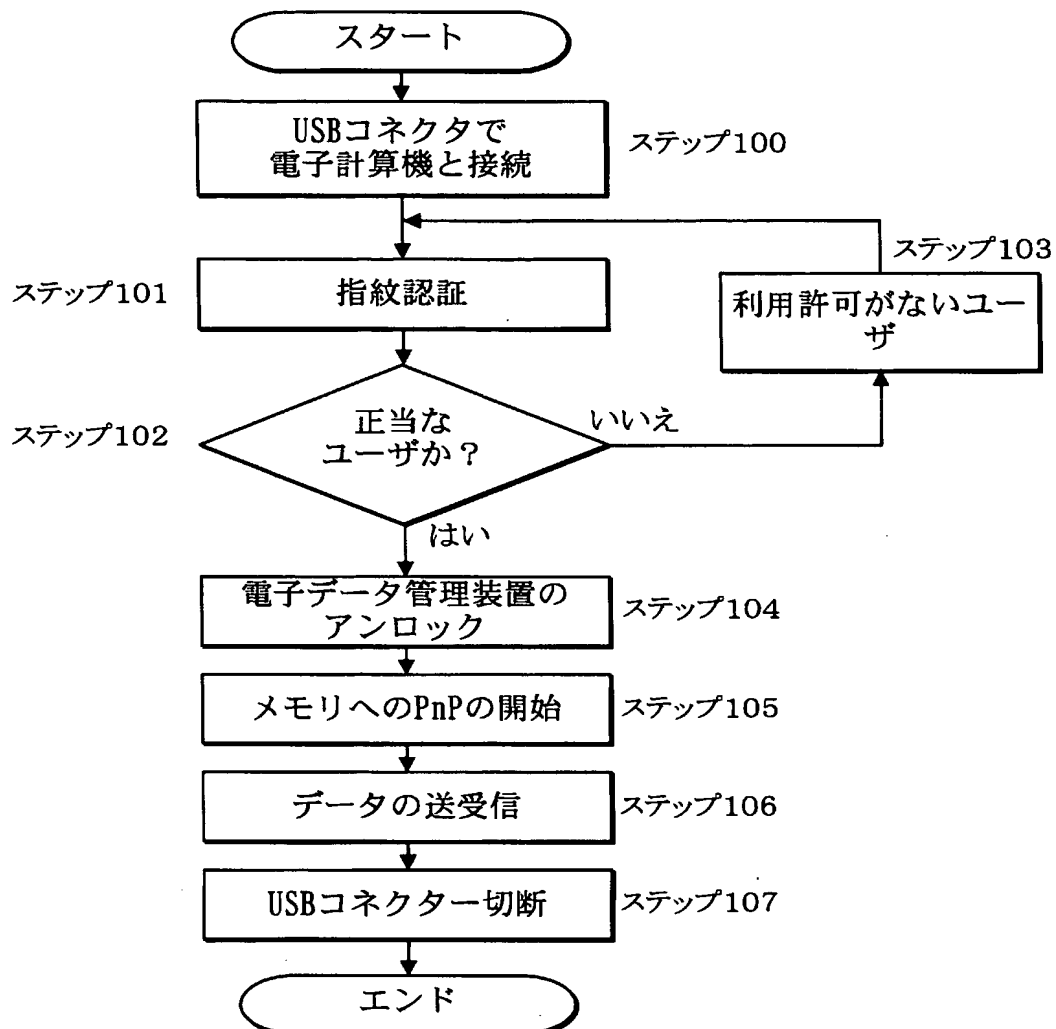 スタート
USBコネクタで
電子計算機と接続
ステップ100
ステップ103
ステップ101
指紋認証
利用許可がないユー
ザ
ステップ102
正当な
ユーザか？
いいえ
はい
電子データ管理装置の
アンロック
ステップ104
メモリへのPnPの開始
ステップ105
データの送受信
ステップ106
USBコネクター切断
ステップ107
エンド